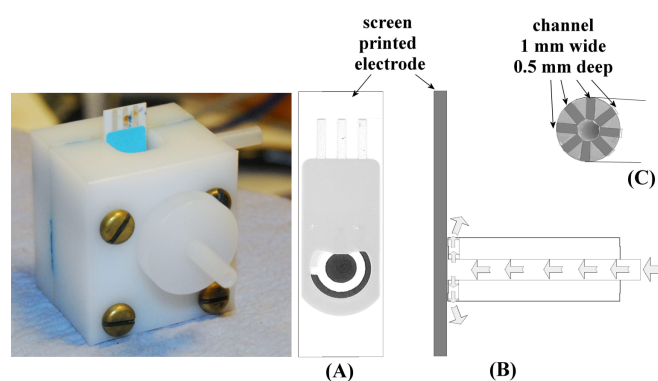 screen
printed
electrode
channel
1 mm wide
0.5 mm deep
(C)
(A)
(B)